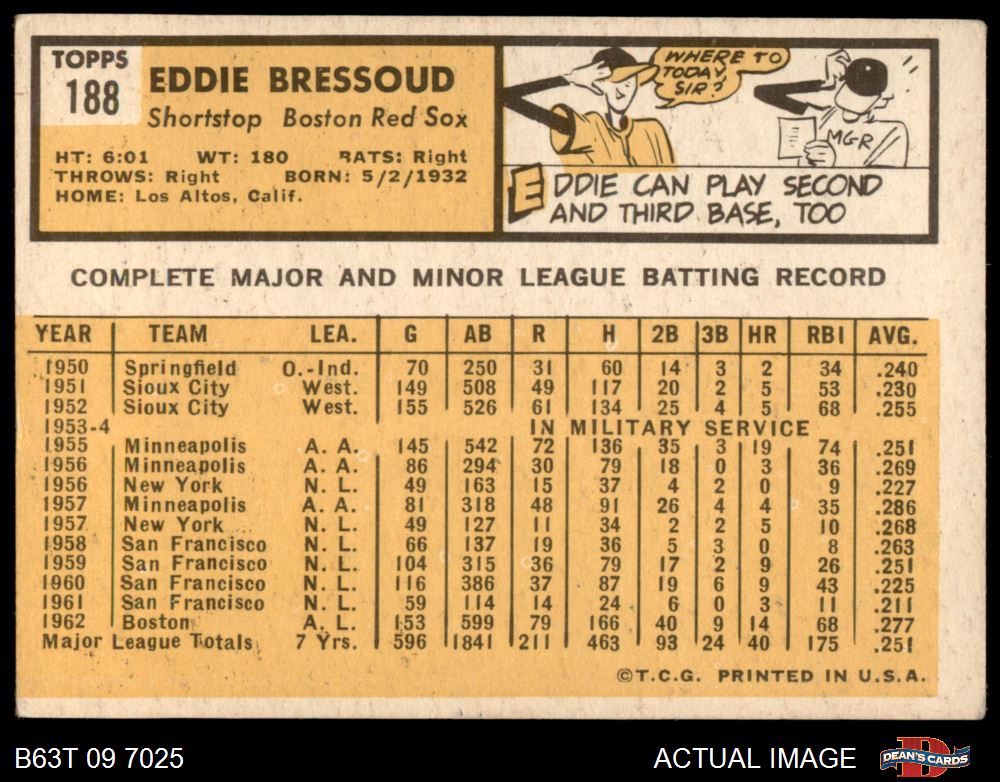 TOPPS
188
EDDIE BRESSOUD
Shortstop Boston Red Sox
HT: 6:01 WT: 180 BATS: Right
THROWS: Right BORN: 5/2/1932
HOME: Los Altos, Calif.
WHERE TO
TODAY,
SIR?
MGR
EDDIE CAN PLAY SECOND
AND THIRD BASE, TOO
COMPLETE MAJOR AND MINOR LEAGUE BATTING RECORD
YEAR TEAM LEA. G AB R H 2B 3B HR RBI AVG.
1950 Springfield O.-Ind. 70 250 31 60 14 3 2 34 .240
1951 Sioux City West. 149 508 49 117 20 2 5 53 .230
1952 Sioux City West. 155 526 61 134 25 4 5 68 .255
1953-4 IN MILITARY SERVICE
1955 Minneapolis A. A. 145 542 72 136 35 3 19 74 .251
1956 Minneapolis A. A. 86 294 30 79 18 0 3 36 .269
1956 New York N. L. 49 163 15 37 4 2 0 9 .227
1957 Minneapolis A. A. 81 318 48 91 26 4 4 35 .286
1957 New York N. L. 49 127 11 34 2 2 5 10 .268
1958 San Francisco N. L. 66 137 19 36 5 3 0 8 .263
1959 San Francisco N. L. 104 315 36 79 17 2 9 26 .251
1960 San Francisco N. L. 116 386 37 87 19 6 9 43 .225
1961 San Francisco N. L. 59 114 14 24 6 0 3 11 .211
1962 Boston A. L. 153 599 79 166 40 9 14 68 .277
Major League Totals 7 Yrs. 596 1841 211 463 93 24 40 175 .251
©T.C.G. PRINTED IN U.S.A.
B63T 09 7025
ACTUAL IMAGE
DEAN'S CARDS